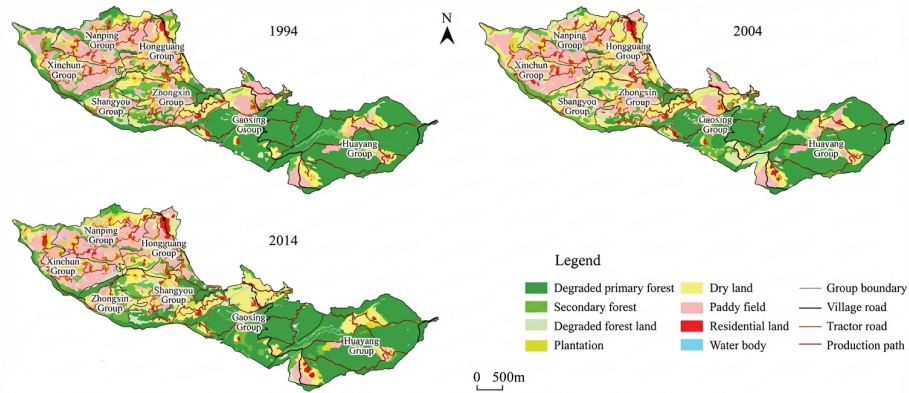 1994
Nanping
Group
Hongguang
Group
Xinchun
Group
Zhongxin
Group
Shangyou
Group
Gaoxing
Group
Huayang
Group
N
2004
Nanping
Group
Hongguang
Group
Xinchun
Group
Zhongxin
Group
Shangyou
Group
Gaoxing
Group
Huayang
Group
2014
Nanping
Group
Hongguang
Group
Xinchun
Group
Shangyou
Group
Zhongxin
Group
Gaoxing
Group
Huayang
Group
Legend
Degraded primary forest
Secondary forest
Degraded forest land
Plantation
Dry land
Paddy field
Residential land
Water body
Group boundary
Village road
Tractor road
Production path
0 500m